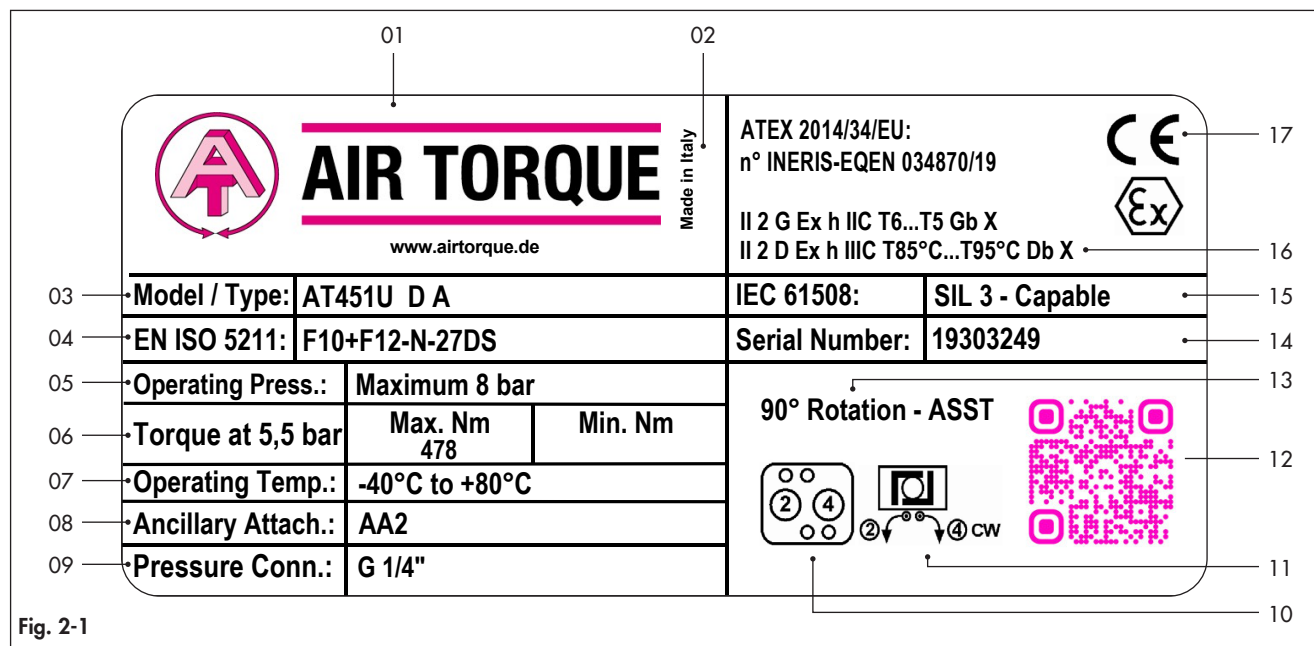 01
02
AT
AIR TORQUE
Made in Italy
www.airtorque.de
ATEX 2014/34/EU:
n° INERIS-EQEN 034870/19
CE
17
Ex
II 2 G Ex h IIC T6...T5 Gb X
II 2 D Ex h IIIC T85°C...T95°C Db X
16
03
Model / Type: AT451U D A
IEC 61508: SIL 3 - Capable
15
04
EN ISO 5211: F10+F12-N-27DS
Serial Number: 19303249
14
05
Operating Press.: Maximum 8 bar
06
Torque at 5,5 bar
Max. Nm
478
Min. Nm
07
Operating Temp.: -40°C to +80°C
08
Ancillary Attach.: AA2
09
Pressure Conn.: G 1/4"
13
90° Rotation - ASST
12
2 4
2 4 CW
11
10
Fig. 2-1